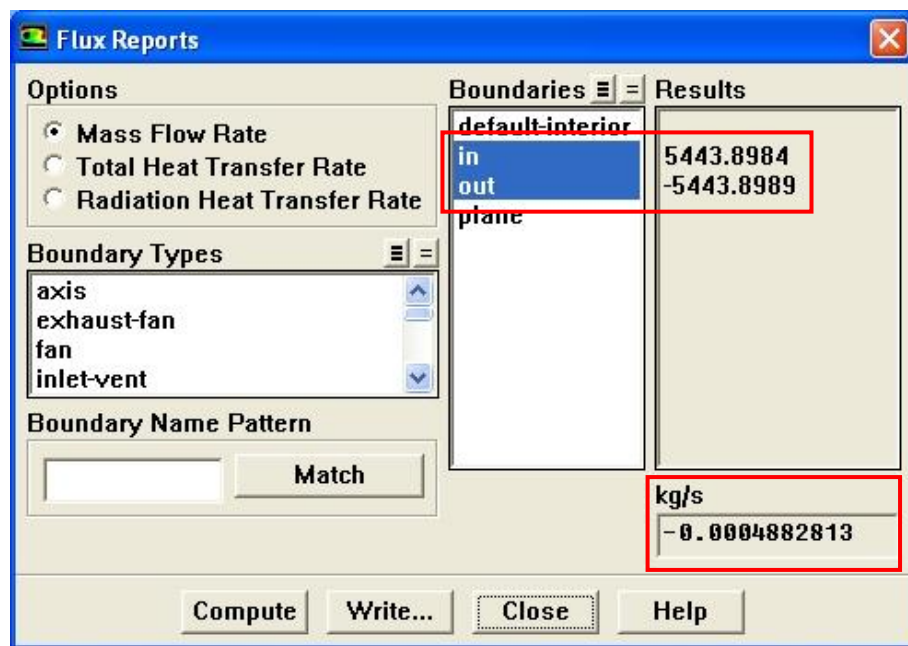 Flux Reports
Options
Mass Flow Rate
Total Heat Transfer Rate
Radiation Heat Transfer Rate
Boundary Types
axis
exhaust-fan
fan
inlet-vent
Boundary Name Pattern
Match
Boundaries
default-interior
in
out
plane
Results
5443.8984
-5443.8989
kg/s
-0.0004882813
Compute
Write...
Close
Help